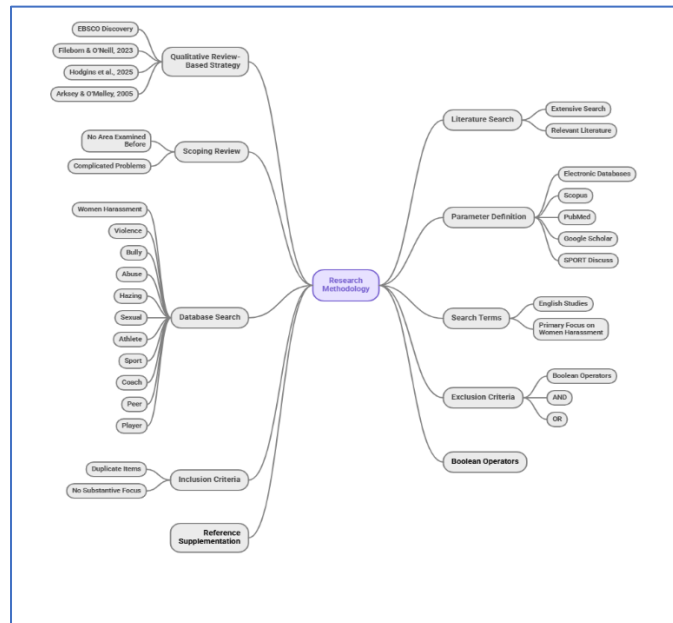 EBSCO Discovery
Fileborn & O'Neill, 2023
Hodgins et al., 2025
Arksey & O'Malley, 2005
Qualitative Review-
Based Strategy
No Area Examined
Before
Complicated Problems
Scoping Review
Women Harassment
Violence
Bully
Abuse
Hazing
Sexual
Athlete
Sport
Coach
Peer
Player
Database Search
Duplicate Items
No Substantive Focus
Inclusion Criteria
Reference
Supplementation
Research
Methodology
Literature Search
Extensive Search
Relevant Literature
Parameter Definition
Electronic Databases
Scopus
PubMed
Google Scholar
SPORT Discuss
Search Terms
English Studies
Primary Focus on
Women Harassment
Exclusion Criteria
Boolean Operators
AND
OR
Boolean Operators